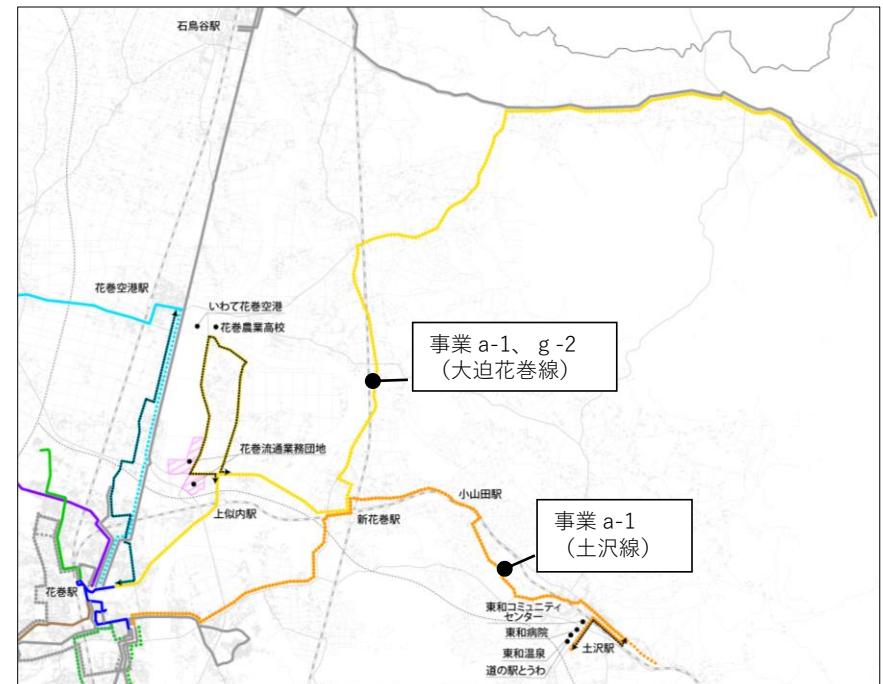 石鳥谷駅
花巻空港駅
いわて花巻空港
花巻農業高校
事業 a-1、 g -2
（大迫花巻線）
花巻流通業務団地
小山田駅
上似内駅
新花巻駅
事業 a-1
（土沢線）
花巻駅
東和コミュニティ
センター
東和病院
土沢駅
東和温泉
道の駅とうわ